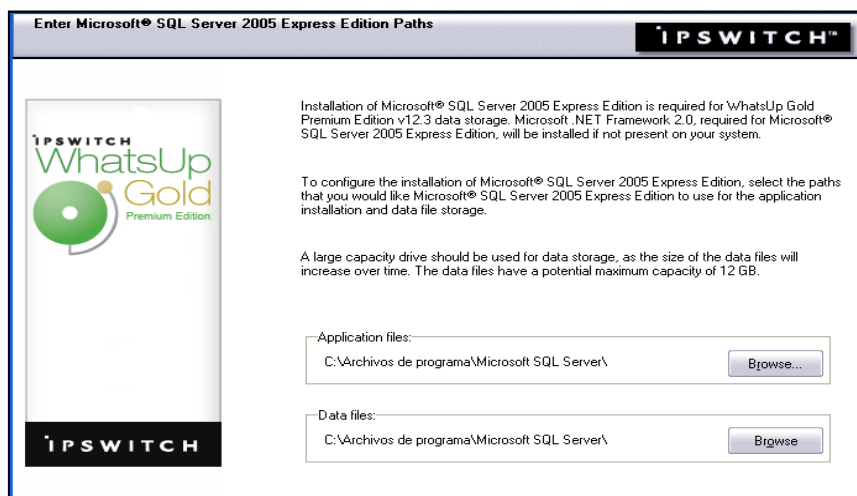 Enter Microsoft® SQL Server 2005 Express Edition Paths
IPSWITCH™
IPSWITCH
WhatsUp
Gold
Premium Edition
IPSWITCH
Installation of Microsoft® SQL Server 2005 Express Edition is required for WhatsUp Gold
Premium Edition v12.3 data storage. Microsoft .NET Framework 2.0, required for Microsoft®
SQL Server 2005 Express Edition, will be installed if not present on your system.
To configure the installation of Microsoft® SQL Server 2005 Express Edition, select the paths
that you would like Microsoft® SQL Server 2005 Express Edition to use for the application
installation and data file storage.
A large capacity drive should be used for data storage, as the size of the data files will
increase over time. The data files have a potential maximum capacity of 12 GB.
Application files:
C:\Archivos de programa\Microsoft SQL Server\
Browse...
Data files:
C:\Archivos de programa\Microsoft SQL Server\
Browse